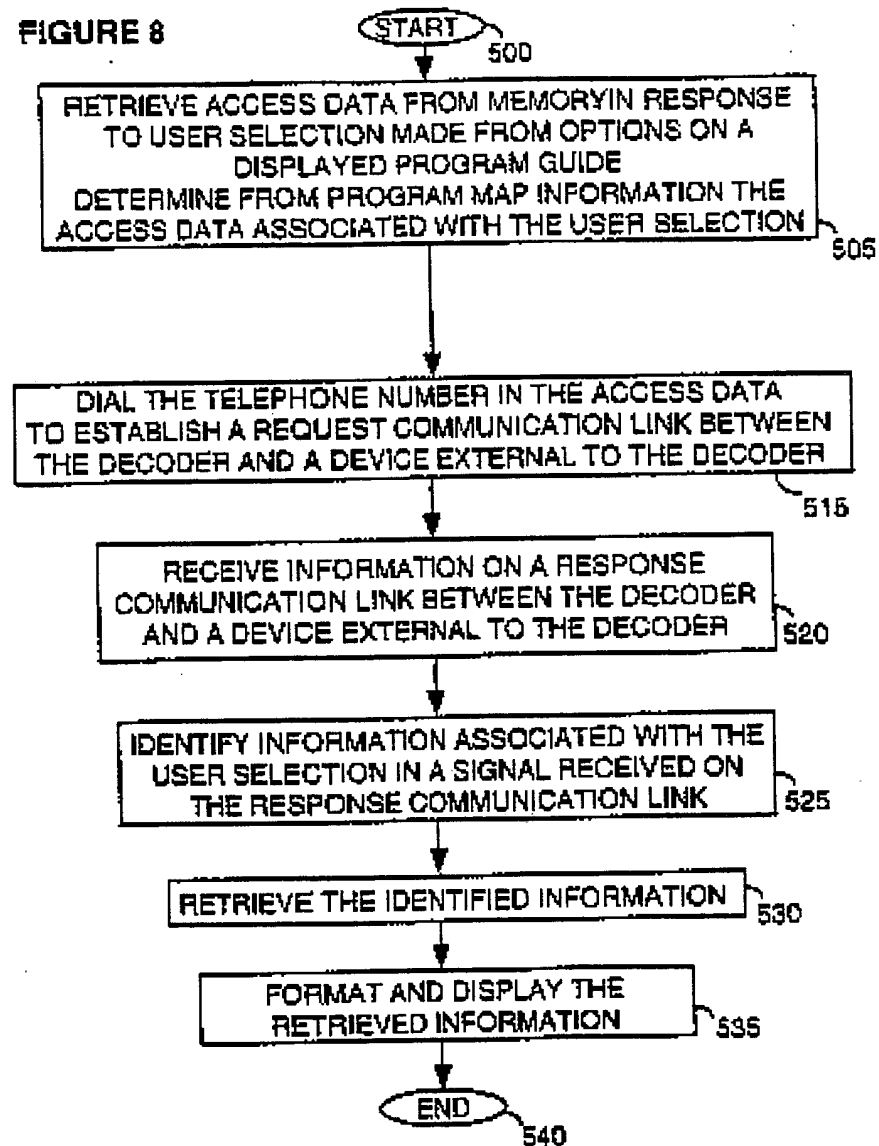 FIGURE 8
START
500
RETRIEVE ACCESS DATA FROM MEMORYIN RESPONSE
TO USER SELECTION MADE FROM OPTIONS ON A
DISPLAYED PROGRAM GUIDE
DETERMINE FROM PROGRAM MAP INFORMATION THE
ACCESS DATA ASSOCIATED WITH THE USER SELECTION
505
DIAL THE TELEPHONE NUMBER IN THE ACCESS DATA
TO ESTABLISH A REQUEST COMMUNICATION LINK BETWEEN
THE DECODER AND A DEVICE EXTERNAL TO THE DECODER
515
RECEIVE INFORMATION ON A RESPONSE
COMMUNICATION LINK BETWEEN THE DECODER
AND A DEVICE EXTERNAL TO THE DECODER
520
IDENTIFY INFORMATION ASSOCIATED WITH THE
USER SELECTION IN A SIGNAL RECEIVED ON
THE RESPONSE COMMUNICATION LINK
525
RETRIEVE THE IDENTIFIED INFORMATION
530
FORMAT AND DISPLAY THE
RETRIEVED INFORMATION
535
END
540